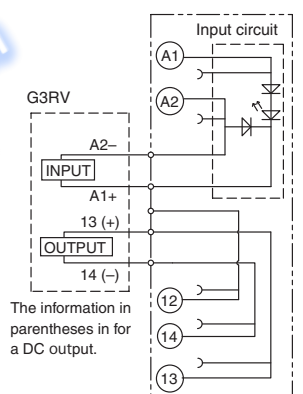 Input circuit
A1
A2
G3RV
A2–
INPUT
A1+
13 (+)
OUTPUT
14 (–)
The information in
parentheses in for
a DC output.
12
14
13